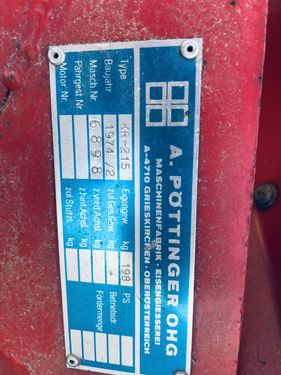 A. PÖTTINGER OHG
MASCHINENFABRIK · EISENGIESSEREI
A-4710 GRIESKIRCHEN · OBERÖSTERREICH
Type KR-215 Eigengew. kg 198 PS
Baujahr 1974/2 zul.Ges.Gew. kg - Betriebsdr.
Masch.Nr. 6898 z.vord.Achsl. kg Fördermenge
Fahrgest.Nr. z.hint.Achsl. kg
Motor Nr. zul.Stützl. kg